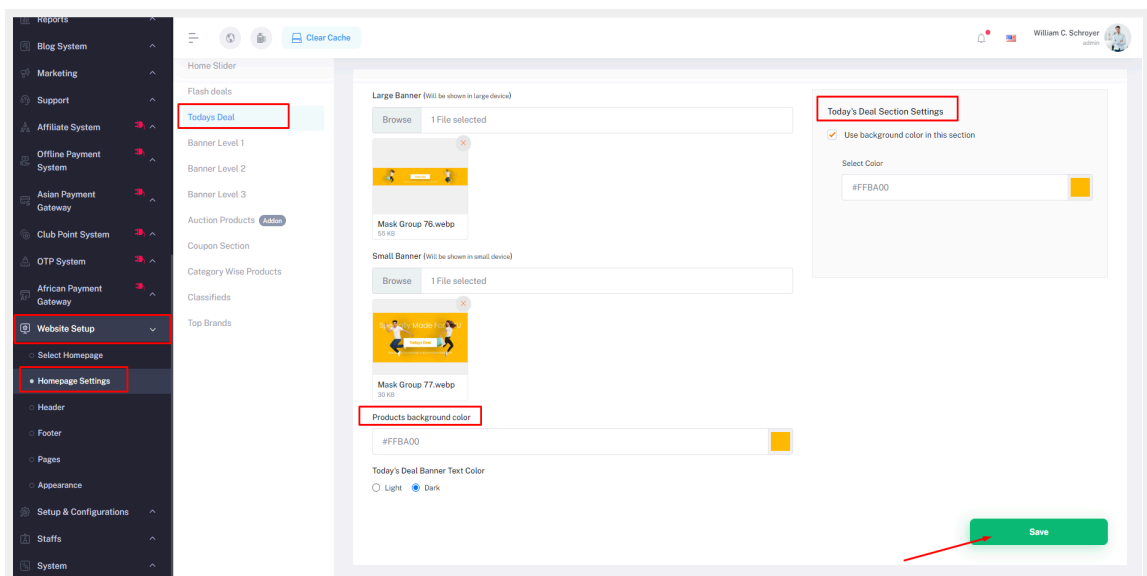 Reports
Blog System
Marketing
Support
Affiliate System
Offline Payment
System
Asian Payment
Gateway
Club Point System
OTP System
African Payment
Gateway
Website Setup
Select Homepage
Homepage Settings
Header
Footer
Pages
Appearance
Setup & Configurations
Staffs
System
Clear Cache
William C. Schroyer
admin
Home Slider
Flash deals
Todays Deal
Banner Level 1
Banner Level 2
Banner Level 3
Auction Products Addon
Coupon Section
Category Wise Products
Classifieds
Top Brands
Large Banner (Will be shown in large device)
Browse 1 File selected
Mask Group 76.webp
55 KB
Small Banner (Will be shown in small device)
Browse 1 File selected
Todays Deal
Mask Group 77.webp
30 KB
Products background color
#FFBA00
Today's Deal Banner Text Color
Light Dark
Today's Deal Section Settings
Use background color in this section
Select Color
#FFBA00
Save